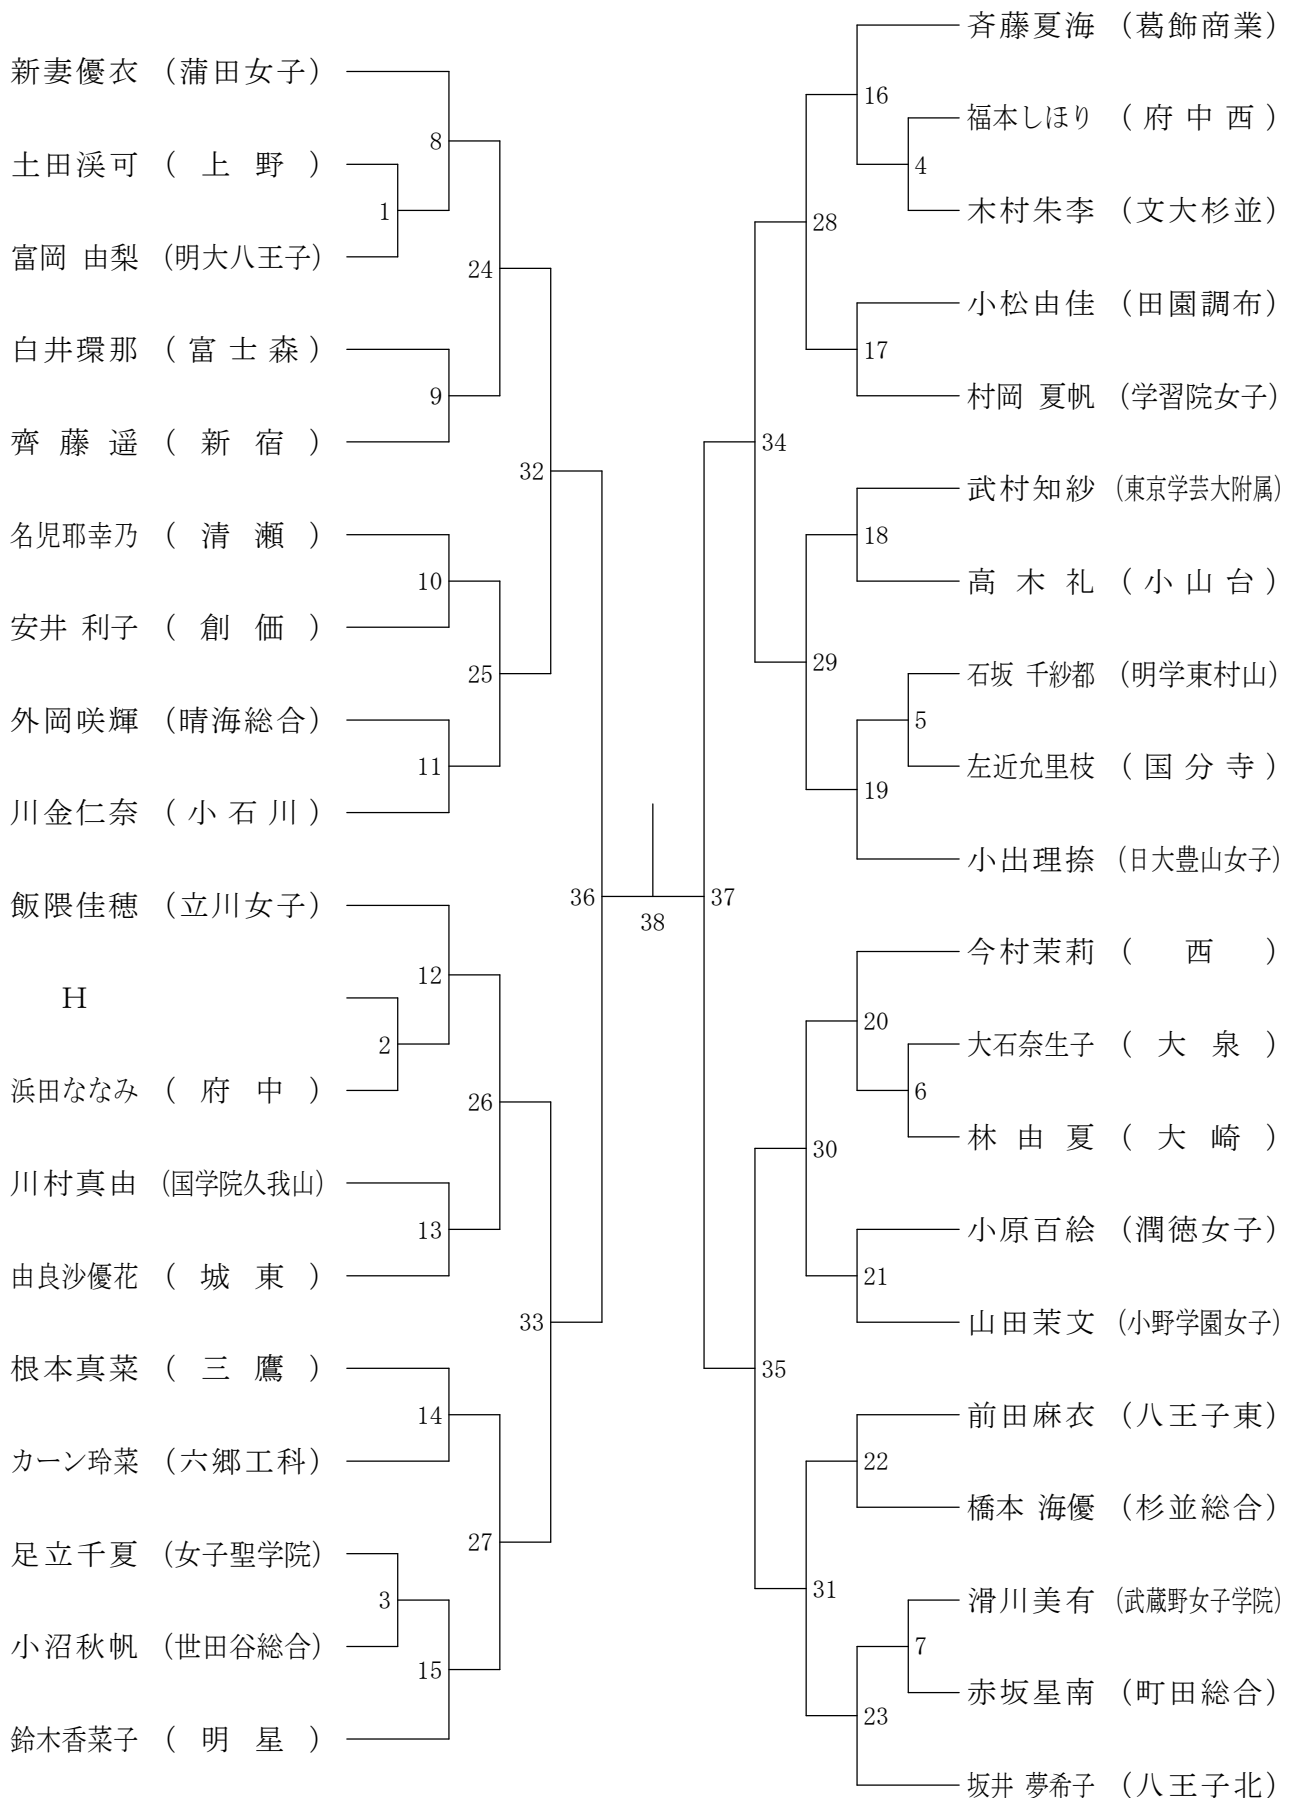 新妻優衣 （蒲田女子）
土田渓可 （上野）
富岡 由梨 （明大八王子）
白井環那 （富士森）
齊藤遥 （新宿）
名児耶幸乃 （清瀬）
安井 利子 （創価）
外岡咲輝 （晴海総合）
川金仁奈 （小石川）
飯隈佳穂 （立川女子）
H
浜田ななみ （府中）
川村真由 （国学院久我山）
由良沙優花 （城東）
根本真菜 （三鷹）
カーン玲菜 （六郷工科）
足立千夏 （女子聖学院）
小沼秋帆 （世田谷総合）
鈴木香菜子 （明星）
1
2
3
8
9
10
11
12
13
14
15
24
25
26
27
32
33
36
38
37
34
35
28
29
30
31
16
17
18
19
20
21
22
23
4
5
6
7
斉藤夏海 （葛飾商業）
福本しほり （府中西）
木村朱李 （文大杉並）
小松由佳 （田園調布）
村岡 夏帆 （学習院女子）
武村知紗 （東京学芸大附属）
高木礼 （小山台）
石坂 千紗都 （明学東村山）
左近允里枝 （国分寺）
小出理捺 （日大豊山女子）
今村茉莉 （西）
大石奈生子 （大泉）
林由夏 （大崎）
小原百絵 （潤徳女子）
山田茉文 （小野学園女子）
前田麻衣 （八王子東）
橋本 海優 （杉並総合）
滑川美有 （武蔵野女子学院）
赤坂星南 （町田総合）
坂井 夢希子 （八王子北）